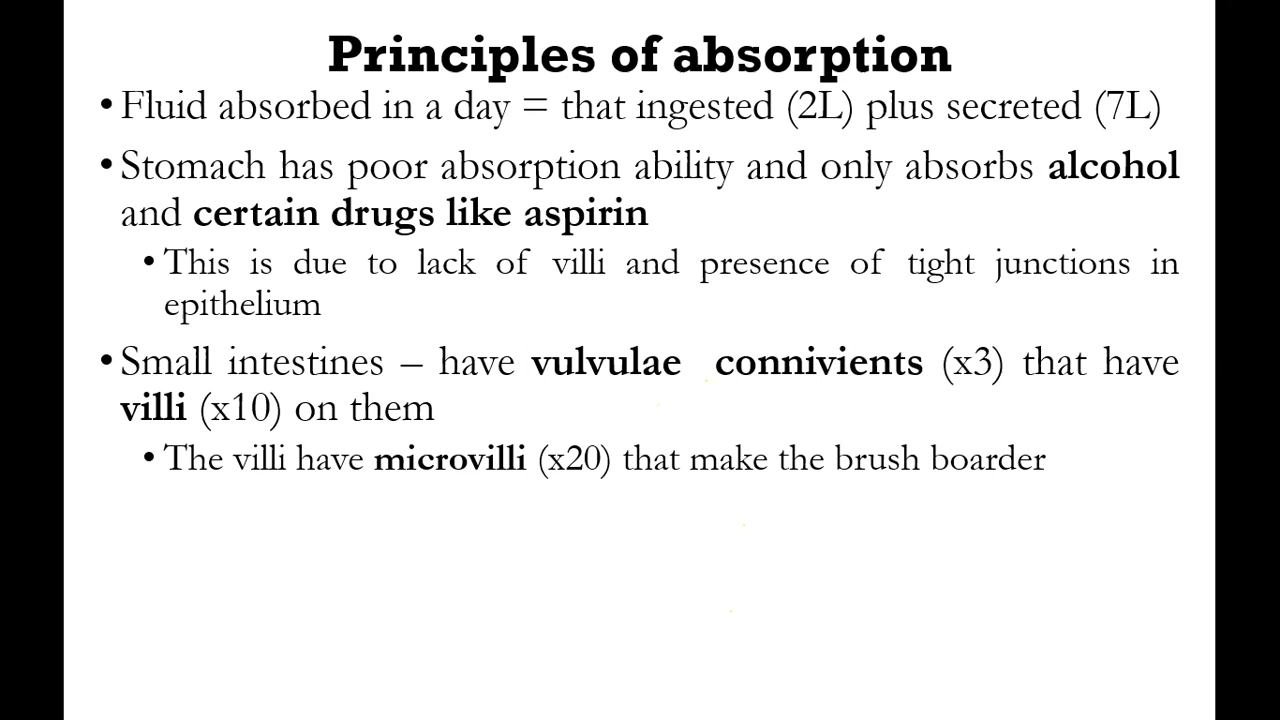 Principles of absorption
•Fluid absorbed in a day = that ingested (2L) plus secreted (7L)
•Stomach has poor absorption ability and only absorbs alcohol
and certain drugs like aspirin
•This is due to lack of villi and presence of tight junctions in
epithelium
•Small intestines – have vulvulae connivients (x3) that have
villi (x10) on them
•The villi have microvilli (x20) that make the brush boarder